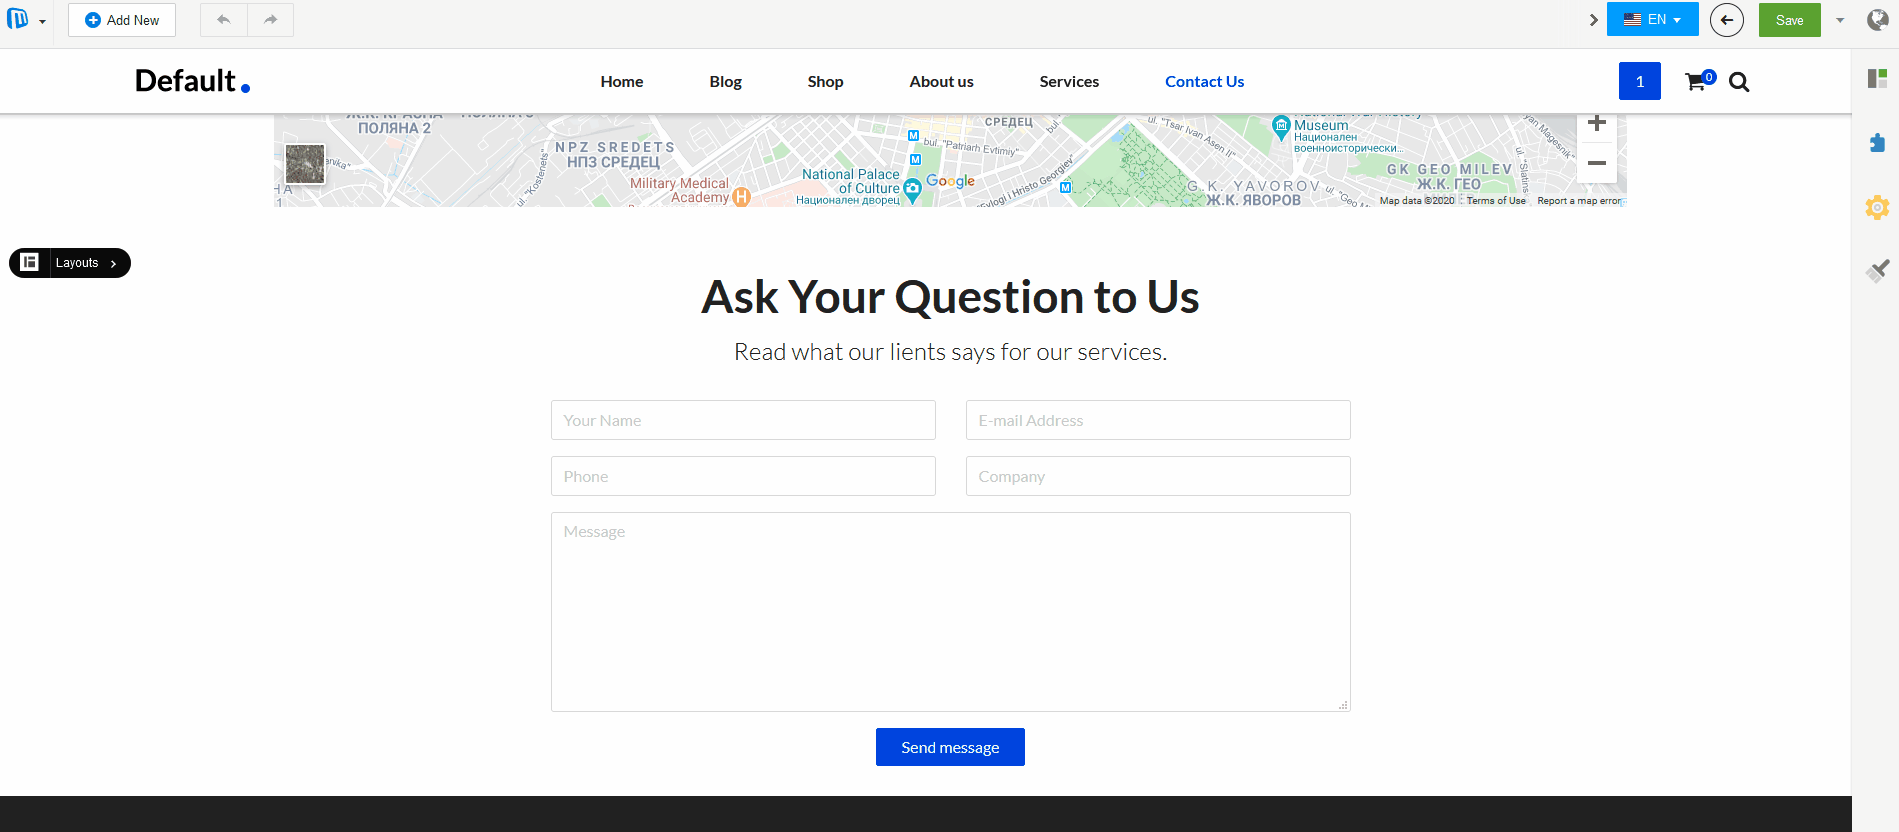 Add New
EN
Save
Default.
Home
Blog
Shop
About us
Services
Contact Us
1
0
ПОЛЯНА 2
NPZ SREDETS
НПЗ СРЕДЕЦ
Military Medical
Academy
H
M
M
M
bul. "Patriarh Evtimiy"
National Palace
of Culture
Национален дворец
Google
СРЕДЕЦ
ul. "Tsar Ivan Asen II"
Museum
Национален
военноисторически...
G.K. YAVOROV
Ж.К. ЯВОРОВ
GK GEO MILEV
Ж.К. ГЕО
Map data ©2020
Terms of Use
Report a map error
Layouts
Ask Your Question to Us
Read what our lients says for our services.
Your Name
E-mail Address
Phone
Company
Message
Send message